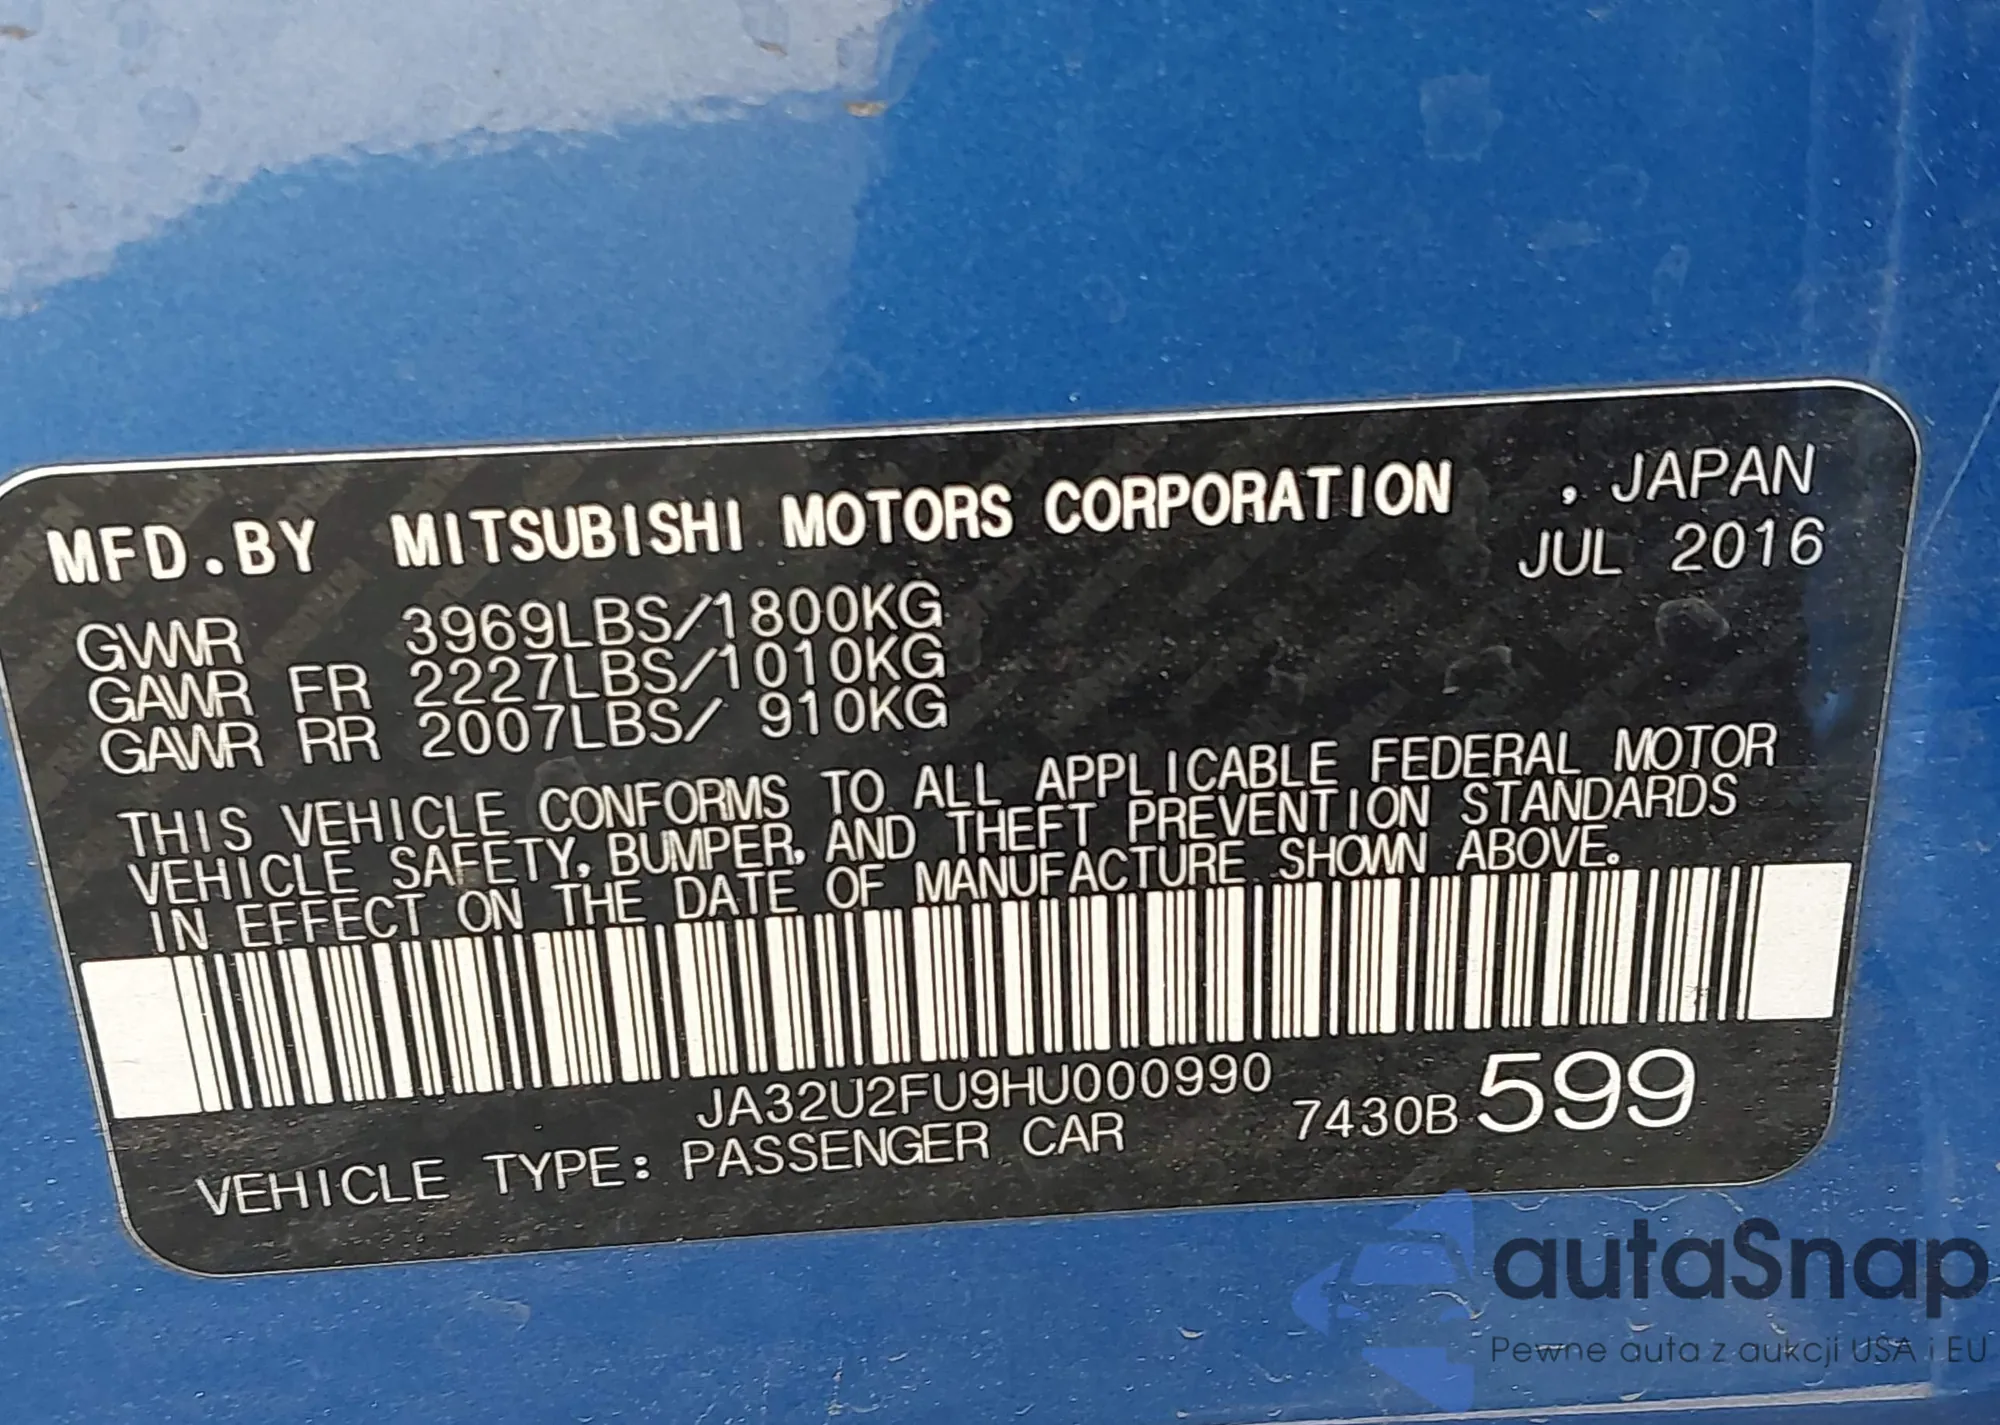 MFD.BY MITSUBISHI MOTORS CORPORATION , JAPAN
JUL 2016
GVWR 3969LBS/1800KG
GAWR FR 2227LBS/1010KG
GAWR RR 2007LBS/ 910KG
THIS VEHICLE CONFORMS TO ALL APPLICABLE FEDERAL MOTOR
VEHICLE SAFETY, BUMPER, AND THEFT PREVENTION STANDARDS
IN EFFECT ON THE DATE OF MANUFACTURE SHOWN ABOVE.
JA32U2FU9HU000990
7430B 599
VEHICLE TYPE: PASSENGER CAR
autaSnap
Pewne auta z aukcji USA i EU